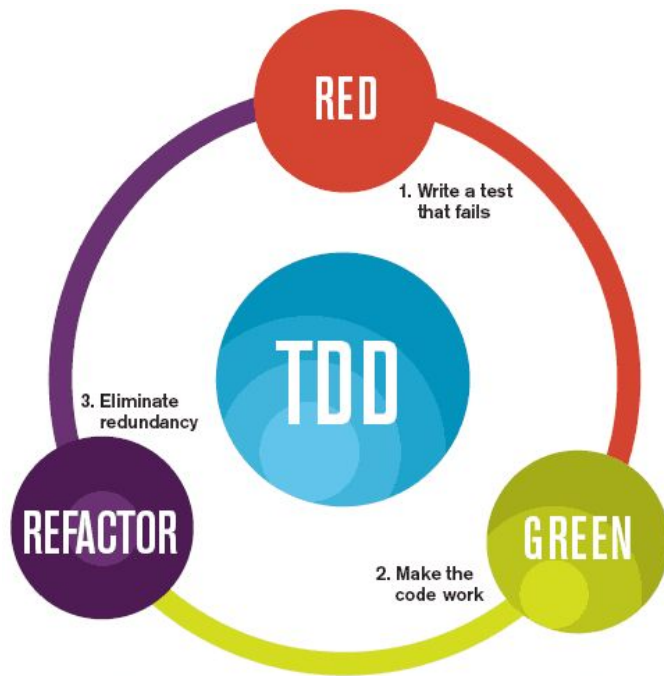 RED
1. Write a test
that fails
TDD
3. Eliminate
redundancy
REFACTOR
GREEN
2. Make the
code work